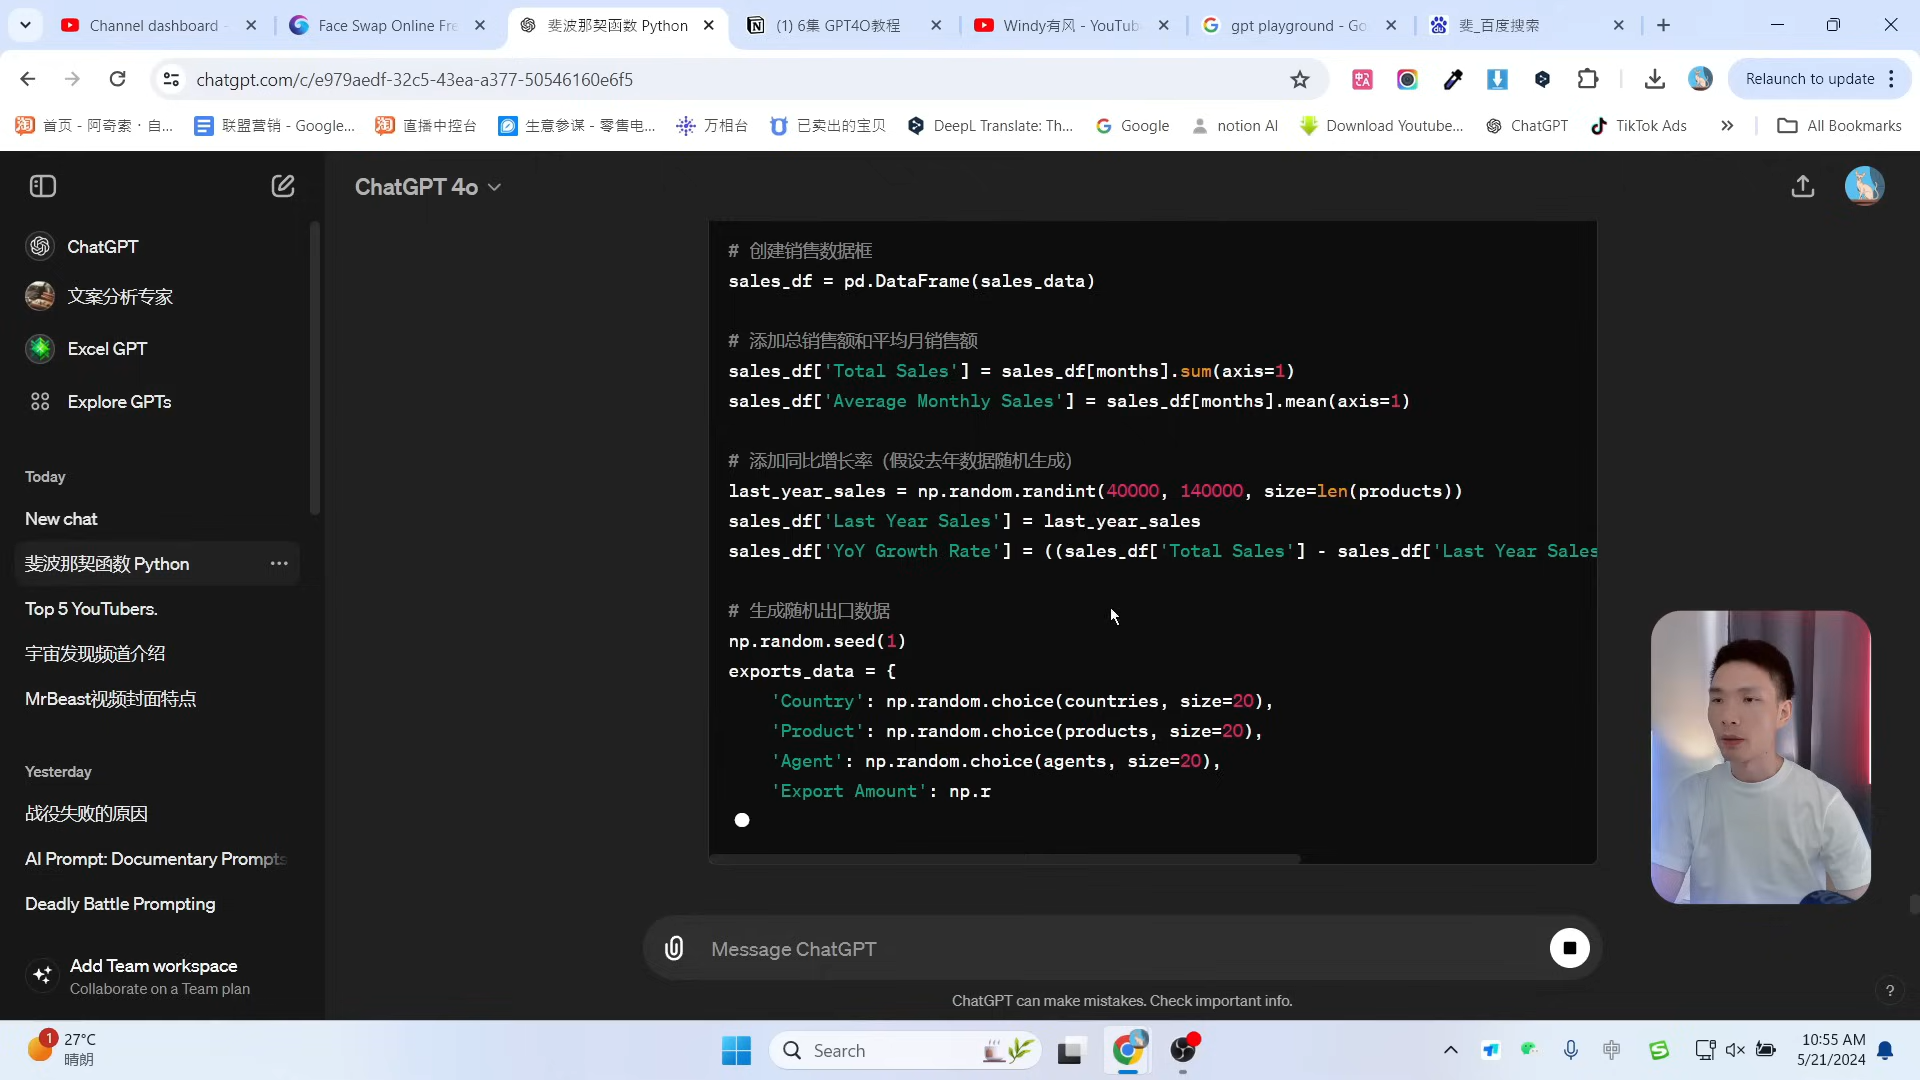 Channel dashboard
Face Swap Online Fre
斐波那契函数 Python
(1) 6集 GPT4O教程
Windy有风 - YouTub
gpt playground - Go
斐_百度搜索
chatgpt.com/c/e979aedf-32c5-43ea-a377-50546160e6f5
Relaunch to update
首页 - 阿奇索 · 自...
联盟营销 - Google...
直播中控台
生意参谋 - 零售电...
万相台
已卖出的宝贝
DeepL Translate: Th...
Google
notion AI
Download Youtube...
ChatGPT
TikTok Ads
All Bookmarks
ChatGPT 4o
ChatGPT
文案分析专家
Excel GPT
Explore GPTs
Today
New chat
斐波那契函数 Python
Top 5 YouTubers.
宇宙发现频道介绍
MrBeast视频封面特点
Yesterday
战役失败的原因
AI Prompt: Documentary Prompts
Deadly Battle Prompting
Add Team workspace
Collaborate on a Team plan
# 创建销售数据框
sales_df = pd.DataFrame(sales_data)
# 添加总销售额和平均月销售额
sales_df['Total Sales'] = sales_df[months].sum(axis=1)
sales_df['Average Monthly Sales'] = sales_df[months].mean(axis=1)
# 添加同比增长率（假设去年数据随机生成）
last_year_sales = np.random.randint(40000, 140000, size=len(products))
sales_df['Last Year Sales'] = last_year_sales
sales_df['YoY Growth Rate'] = ((sales_df['Total Sales'] - sales_df['Last Year Sales
# 生成随机出口数据
np.random.seed(1)
exports_data = {
'Country': np.random.choice(countries, size=20),
'Product': np.random.choice(products, size=20),
'Agent': np.random.choice(agents, size=20),
'Export Amount': np.r
Message ChatGPT
ChatGPT can make mistakes. Check important info.
?
1
27°C
晴朗
Search
中
10:55 AM
5/21/2024